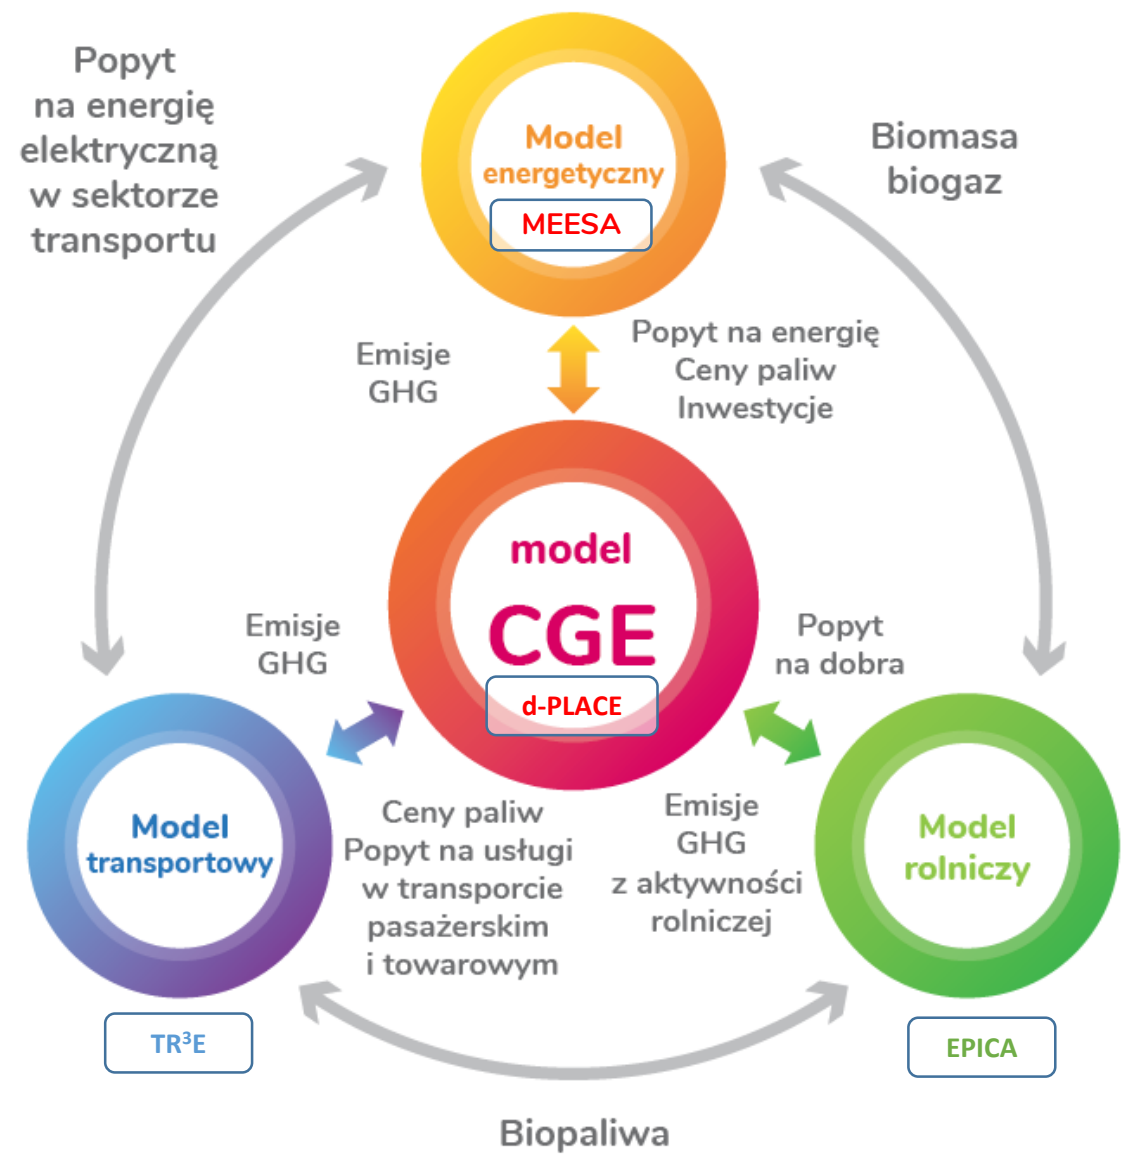 Popyt
na energię
elektryczną
w sektorze
transportu
Model
energetyczny
MEESA
Biomasa
biogaz
Emisje
GHG
Popyt na energię
Ceny paliw
Inwestycje
model
CGE
d-PLACE
Emisje
GHG
Popyt
na dobra
Model
transportowy
TR³E
Ceny paliw
Popyt na usługi
w transporcie
pasażerskim
i towarowym
Emisje
GHG
z aktywności
rolniczej
Model
rolniczy
EPICA
Biopaliwa